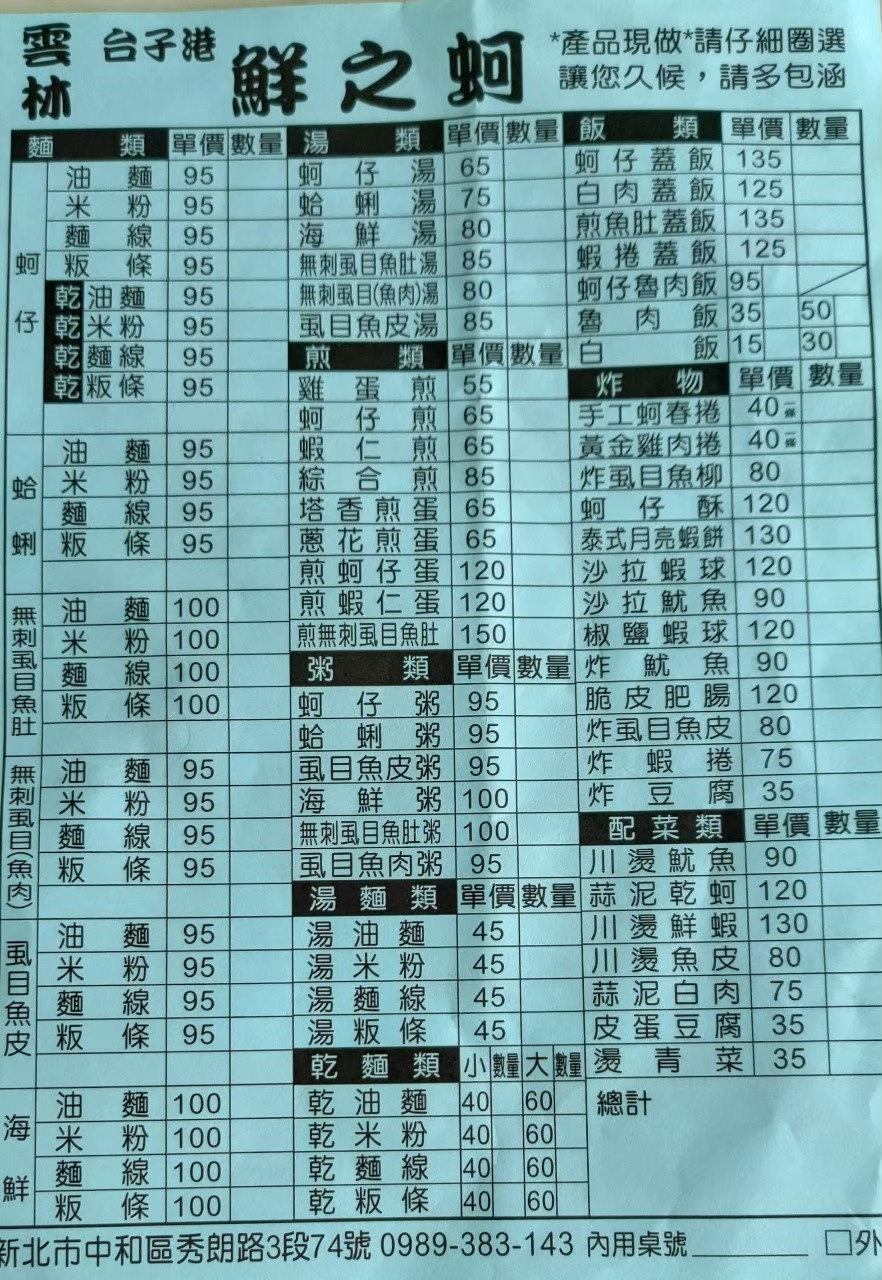 雲林 台子港 鮮之蚵
*產品現做*請仔細圈選
讓您久候，請多包涵
麵類 單價 數量
蚵仔
油麵 95
米粉 95
麵線 95
粄條 95
乾油麵 95
乾米粉 95
乾麵線 95
乾粄條 95
蛤蜊
油麵 95
米粉 95
麵線 95
粄條 95
無刺虱目魚肚
油麵 100
米粉 100
麵線 100
粄條 100
無刺虱目(魚肉)
油麵 95
米粉 95
麵線 95
粄條 95
虱目魚皮
油麵 95
米粉 95
麵線 95
粄條 95
海鮮
油麵 100
米粉 100
麵線 100
粄條 100
湯類 單價 數量
蚵仔湯 65
蛤蜊湯 75
海鮮湯 80
無刺虱目魚肚湯 85
無刺虱目(魚肉)湯 80
虱目魚皮湯 85
煎類 單價 數量
雞蛋煎 55
蚵仔煎 65
蝦仁煎 65
綜合煎 85
塔香煎蛋 65
蔥花煎蛋 65
煎蚵仔蛋 120
煎蝦仁蛋 120
煎無刺虱目魚肚 150
粥類 單價 數量
蚵仔粥 95
蛤蜊粥 95
虱目魚皮粥 95
海鮮粥 100
無刺虱目魚肚粥 100
虱目魚肉粥 95
湯麵類 單價 數量
湯油麵 45
湯米粉 45
湯麵線 45
湯粄條 45
乾麵類 小 數量 大 數量
乾油麵 40 60
乾米粉 40 60
乾麵線 40 60
乾粄條 40 60
飯類 單價 數量
蚵仔蓋飯 135
白肉蓋飯 125
煎魚肚蓋飯 135
蝦捲蓋飯 125
蚵仔魯肉飯 95
魯肉飯 35 50
白飯 15 30
炸物 單價 數量
手工蚵春捲 40一條
黃金雞肉捲 40一條
炸虱目魚柳 80
蚵仔酥 120
泰式月亮蝦餅 130
沙拉蝦球 120
沙拉魷魚 90
椒鹽蝦球 120
炸魷魚 90
脆皮肥腸 120
炸虱目魚皮 80
炸蝦捲 75
炸豆腐 35
配菜類 單價 數量
川燙魷魚 90
蒜泥乾蚵 120
川燙鮮蝦 130
川燙魚皮 80
蒜泥白肉 75
皮蛋豆腐 35
燙青菜 35
總計
新北市中和區秀朗路3段74號 0989-383-143 內用桌號______ □外